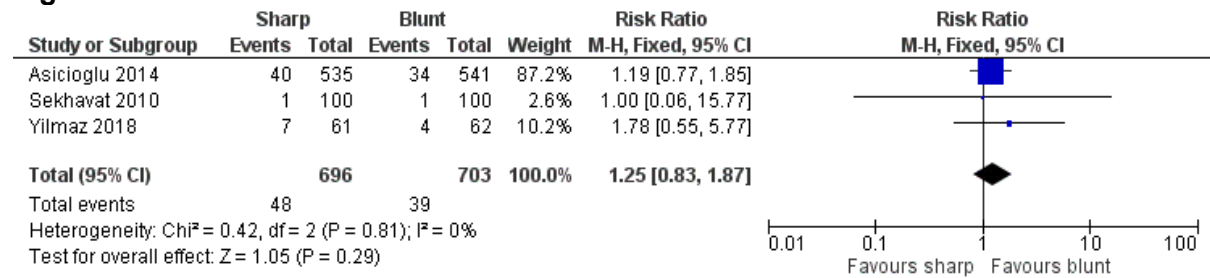 Sharp Blunt Risk Ratio Risk Ratio
Study or Subgroup Events Total Events Total Weight M-H, Fixed, 95% CI M-H, Fixed, 95% CI
Asicioglu 2014 40 535 34 541 87.2% 1.19 [0.77, 1.85]
Sekhavat 2010 1 100 1 100 2.6% 1.00 [0.06, 15.77]
Yilmaz 2018 7 61 4 62 10.2% 1.78 [0.55, 5.77]
Total (95% CI) 696 703 100.0% 1.25 [0.83, 1.87]
Total events 48 39
Heterogeneity: Chi² = 0.42, df = 2 (P = 0.81); I² = 0%
Test for overall effect: Z = 1.05 (P = 0.29)
0.01 0.1 1 10 100
Favours sharp Favours blunt